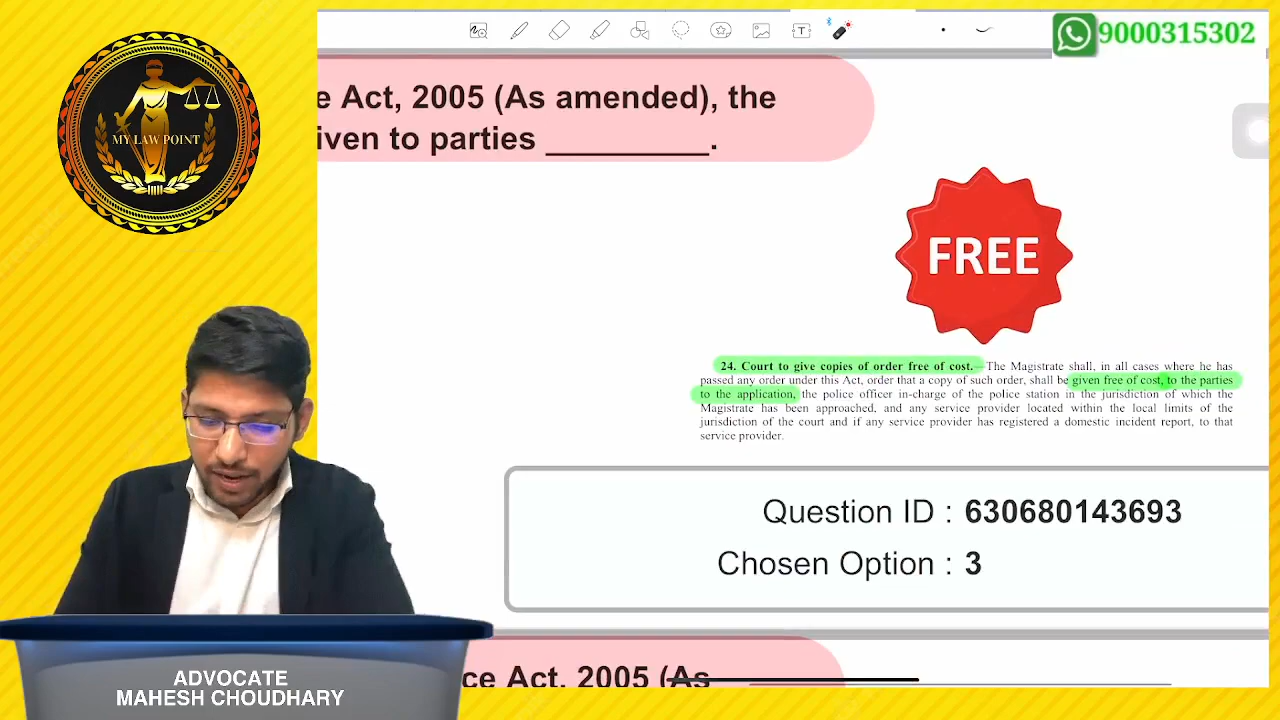 9000315302
e Act, 2005 (As amended), the
iven to parties _________.
MY LAW POINT
FREE
24. Court to give copies of order free of cost.—The Magistrate shall, in all cases where he has
passed any order under this Act, order that a copy of such order, shall be given free of cost, to the parties
to the application, the police officer in-charge of the police station in the jurisdiction of which the
Magistrate has been approached, and any service provider located within the local limits of the
jurisdiction of the court and if any service provider has registered a domestic incident report, to that
service provider.
Question ID : 630680143693
Chosen Option : 3
ce Act, 2005 (As
ADVOCATE
MAHESH CHOUDHARY